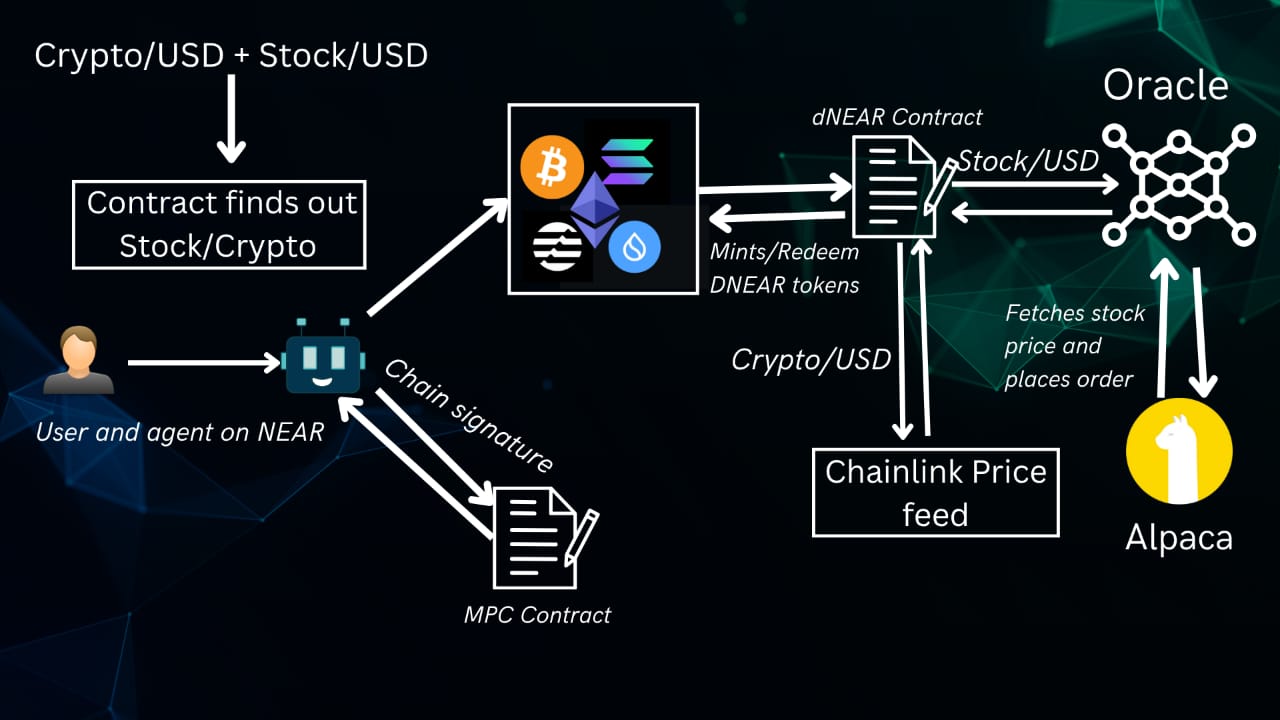 Crypto/USD + Stock/USD
Contract finds out
Stock/Crypto
User and agent on NEAR
Chain signature
MPC Contract
Mints/Redeem
DNEAR tokens
dNEAR Contract
Stock/USD
Oracle
Crypto/USD
Chainlink Price
feed
Fetches stock
price and
places order
Alpaca